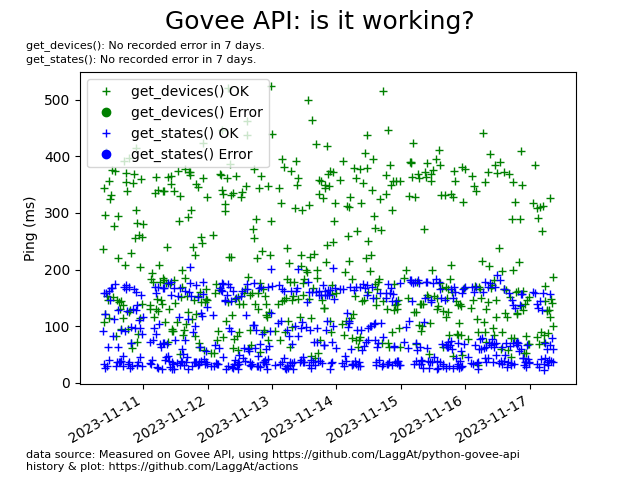 Govee API: is it working?
get_devices(): No recorded error in 7 days.
get_states(): No recorded error in 7 days.
get_devices() OK
get_devices() Error
get_states() OK
get_states() Error
500
400
300
200
100
0
Ping (ms)
2023-11-11
2023-11-12
2023-11-13
2023-11-14
2023-11-15
2023-11-16
2023-11-17
data source: Measured on Govee API, using https://github.com/LaggAt/python-govee-api
history & plot: https://github.com/LaggAt/actions